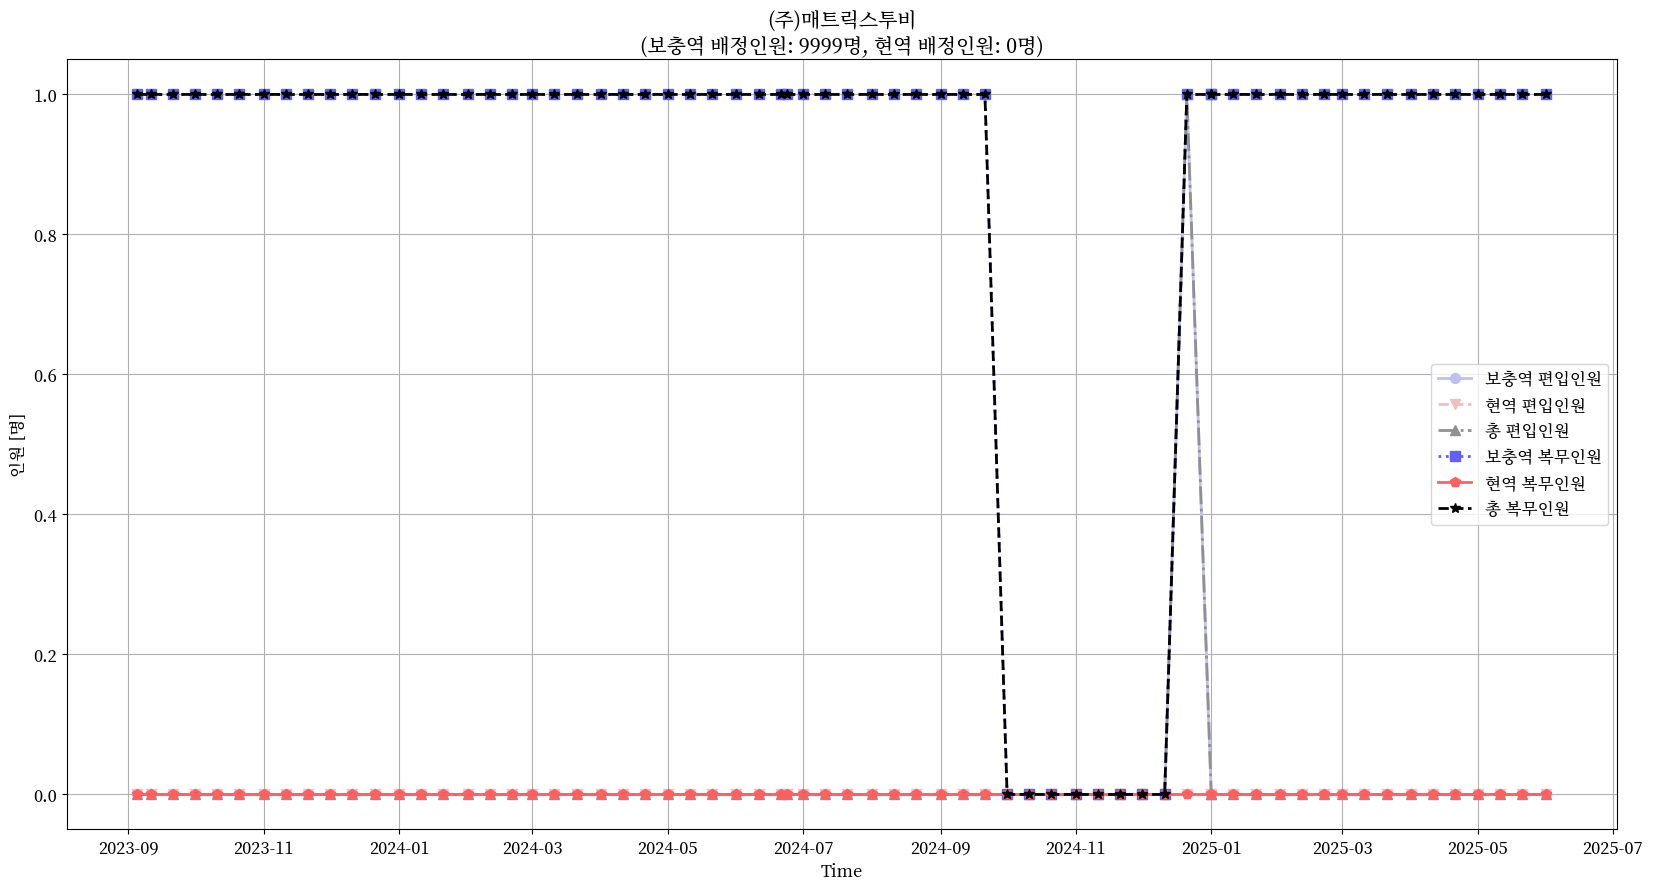 (주)매트릭스투비
(보충역 배정인원: 9999명, 현역 배정인원: 0명)
1.0
0.8
0.6
0.4
0.2
0.0
인원 [명]
보충역 편입인원
현역 편입인원
총 편입인원
보충역 복무인원
현역 복무인원
총 복무인원
2023-09 2023-11 2024-01 2024-03 2024-05 2024-07 2024-09 2024-11 2025-01 2025-03 2025-05 2025-07
Time